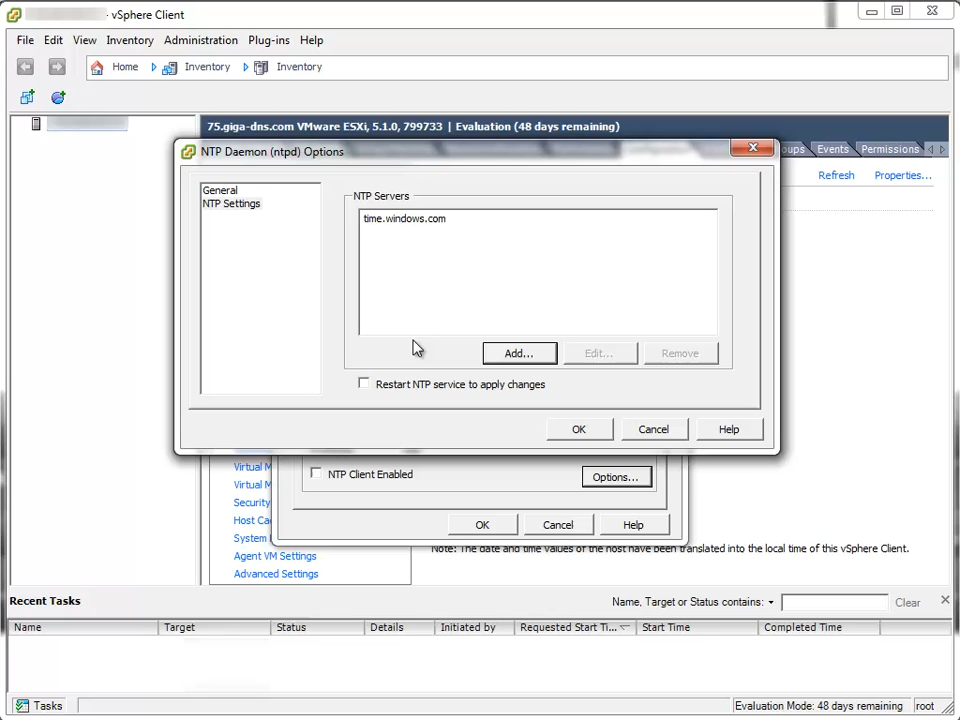 - vSphere Client
File Edit View Inventory Administration Plug-ins Help
Home Inventory Inventory
75.giga-dns.com VMware ESXi, 5.1.0, 799733 | Evaluation (48 days remaining)
NTP Daemon (ntpd) Options
oups Events Permissions
Refresh Properties...
General
NTP Settings
NTP Servers
time.windows.com
Add... Edit... Remove
Restart NTP service to apply changes
OK Cancel Help
Virtual M
NTP Client Enabled Options...
Virtual M
Security
Host Ca
OK Cancel Help
System
Agent VM Settings
Note: The date and time values of the host have been translated into the local time of this vSphere Client.
Advanced Settings
Recent Tasks
Name, Target or Status contains: Clear
Name Target Status Details Initiated by Requested Start Ti... Start Time Completed Time
Tasks Evaluation Mode: 48 days remaining root